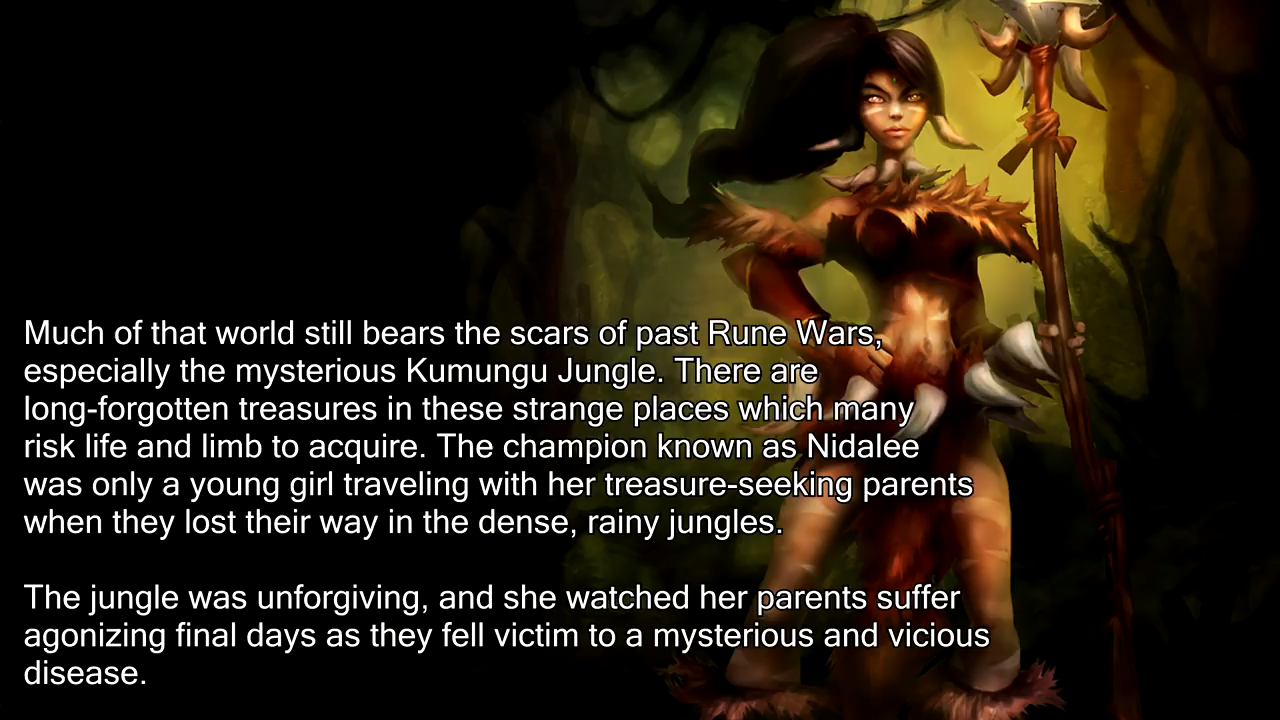 Much of that world still bears the scars of past Rune Wars,
especially the mysterious Kumungu Jungle. There are
long-forgotten treasures in these strange places which many
risk life and limb to acquire. The champion known as Nidalee
was only a young girl traveling with her treasure-seeking parents
when they lost their way in the dense, rainy jungles.
The jungle was unforgiving, and she watched her parents suffer
agonizing final days as they fell victim to a mysterious and vicious
disease.